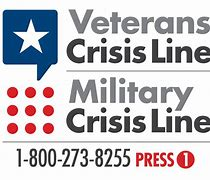 Veterans
Crisis Line
Military
Crisis Line
1-800-273-8255 PRESS 1